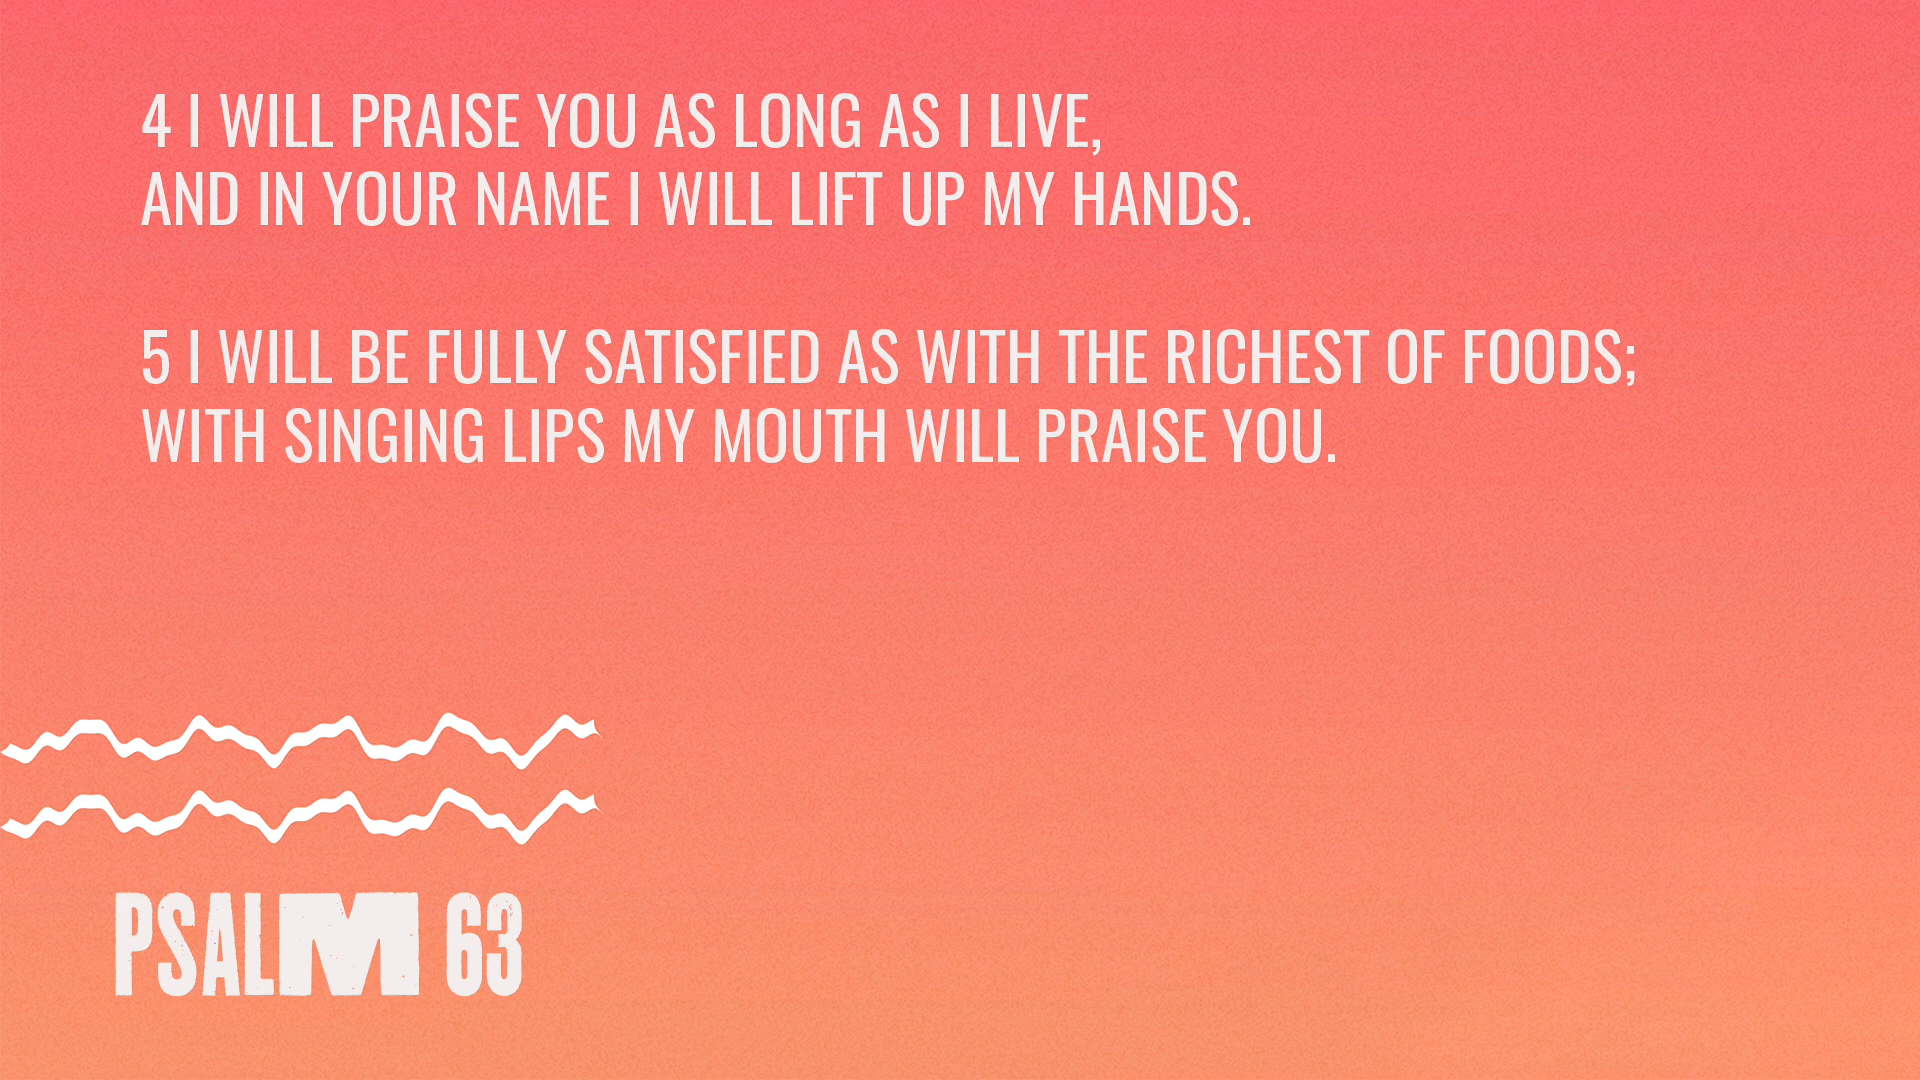 4 I WILL PRAISE YOU AS LONG AS I LIVE,
AND IN YOUR NAME I WILL LIFT UP MY HANDS.
5 I WILL BE FULLY SATISFIED AS WITH THE RICHEST OF FOODS;
WITH SINGING LIPS MY MOUTH WILL PRAISE YOU.
PSALM 63